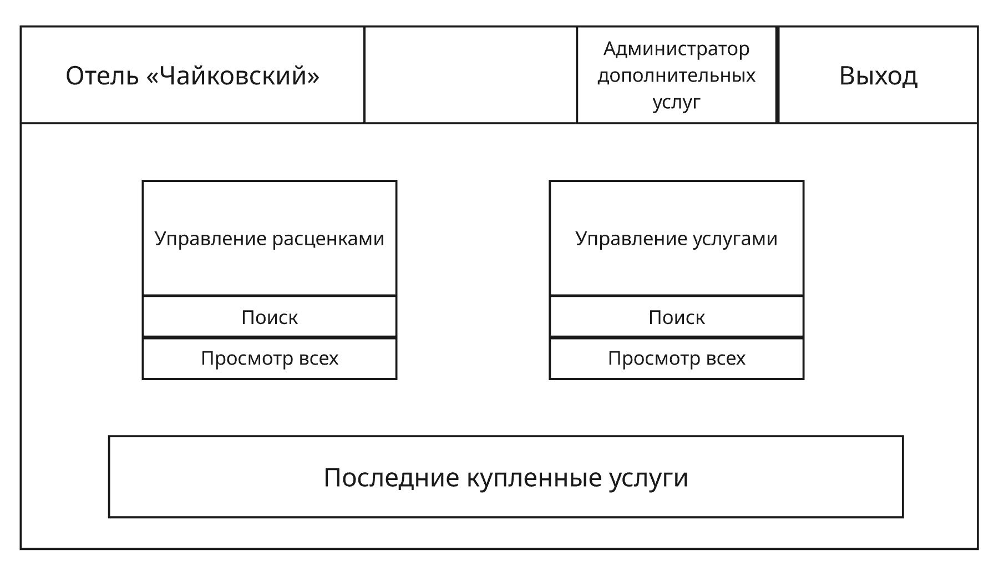 Отель «Чайковский»
Администратор
дополнительных
услуг
Выход
Управление расценками
Поиск
Просмотр всех
Управление услугами
Поиск
Просмотр всех
Последние купленные услуги